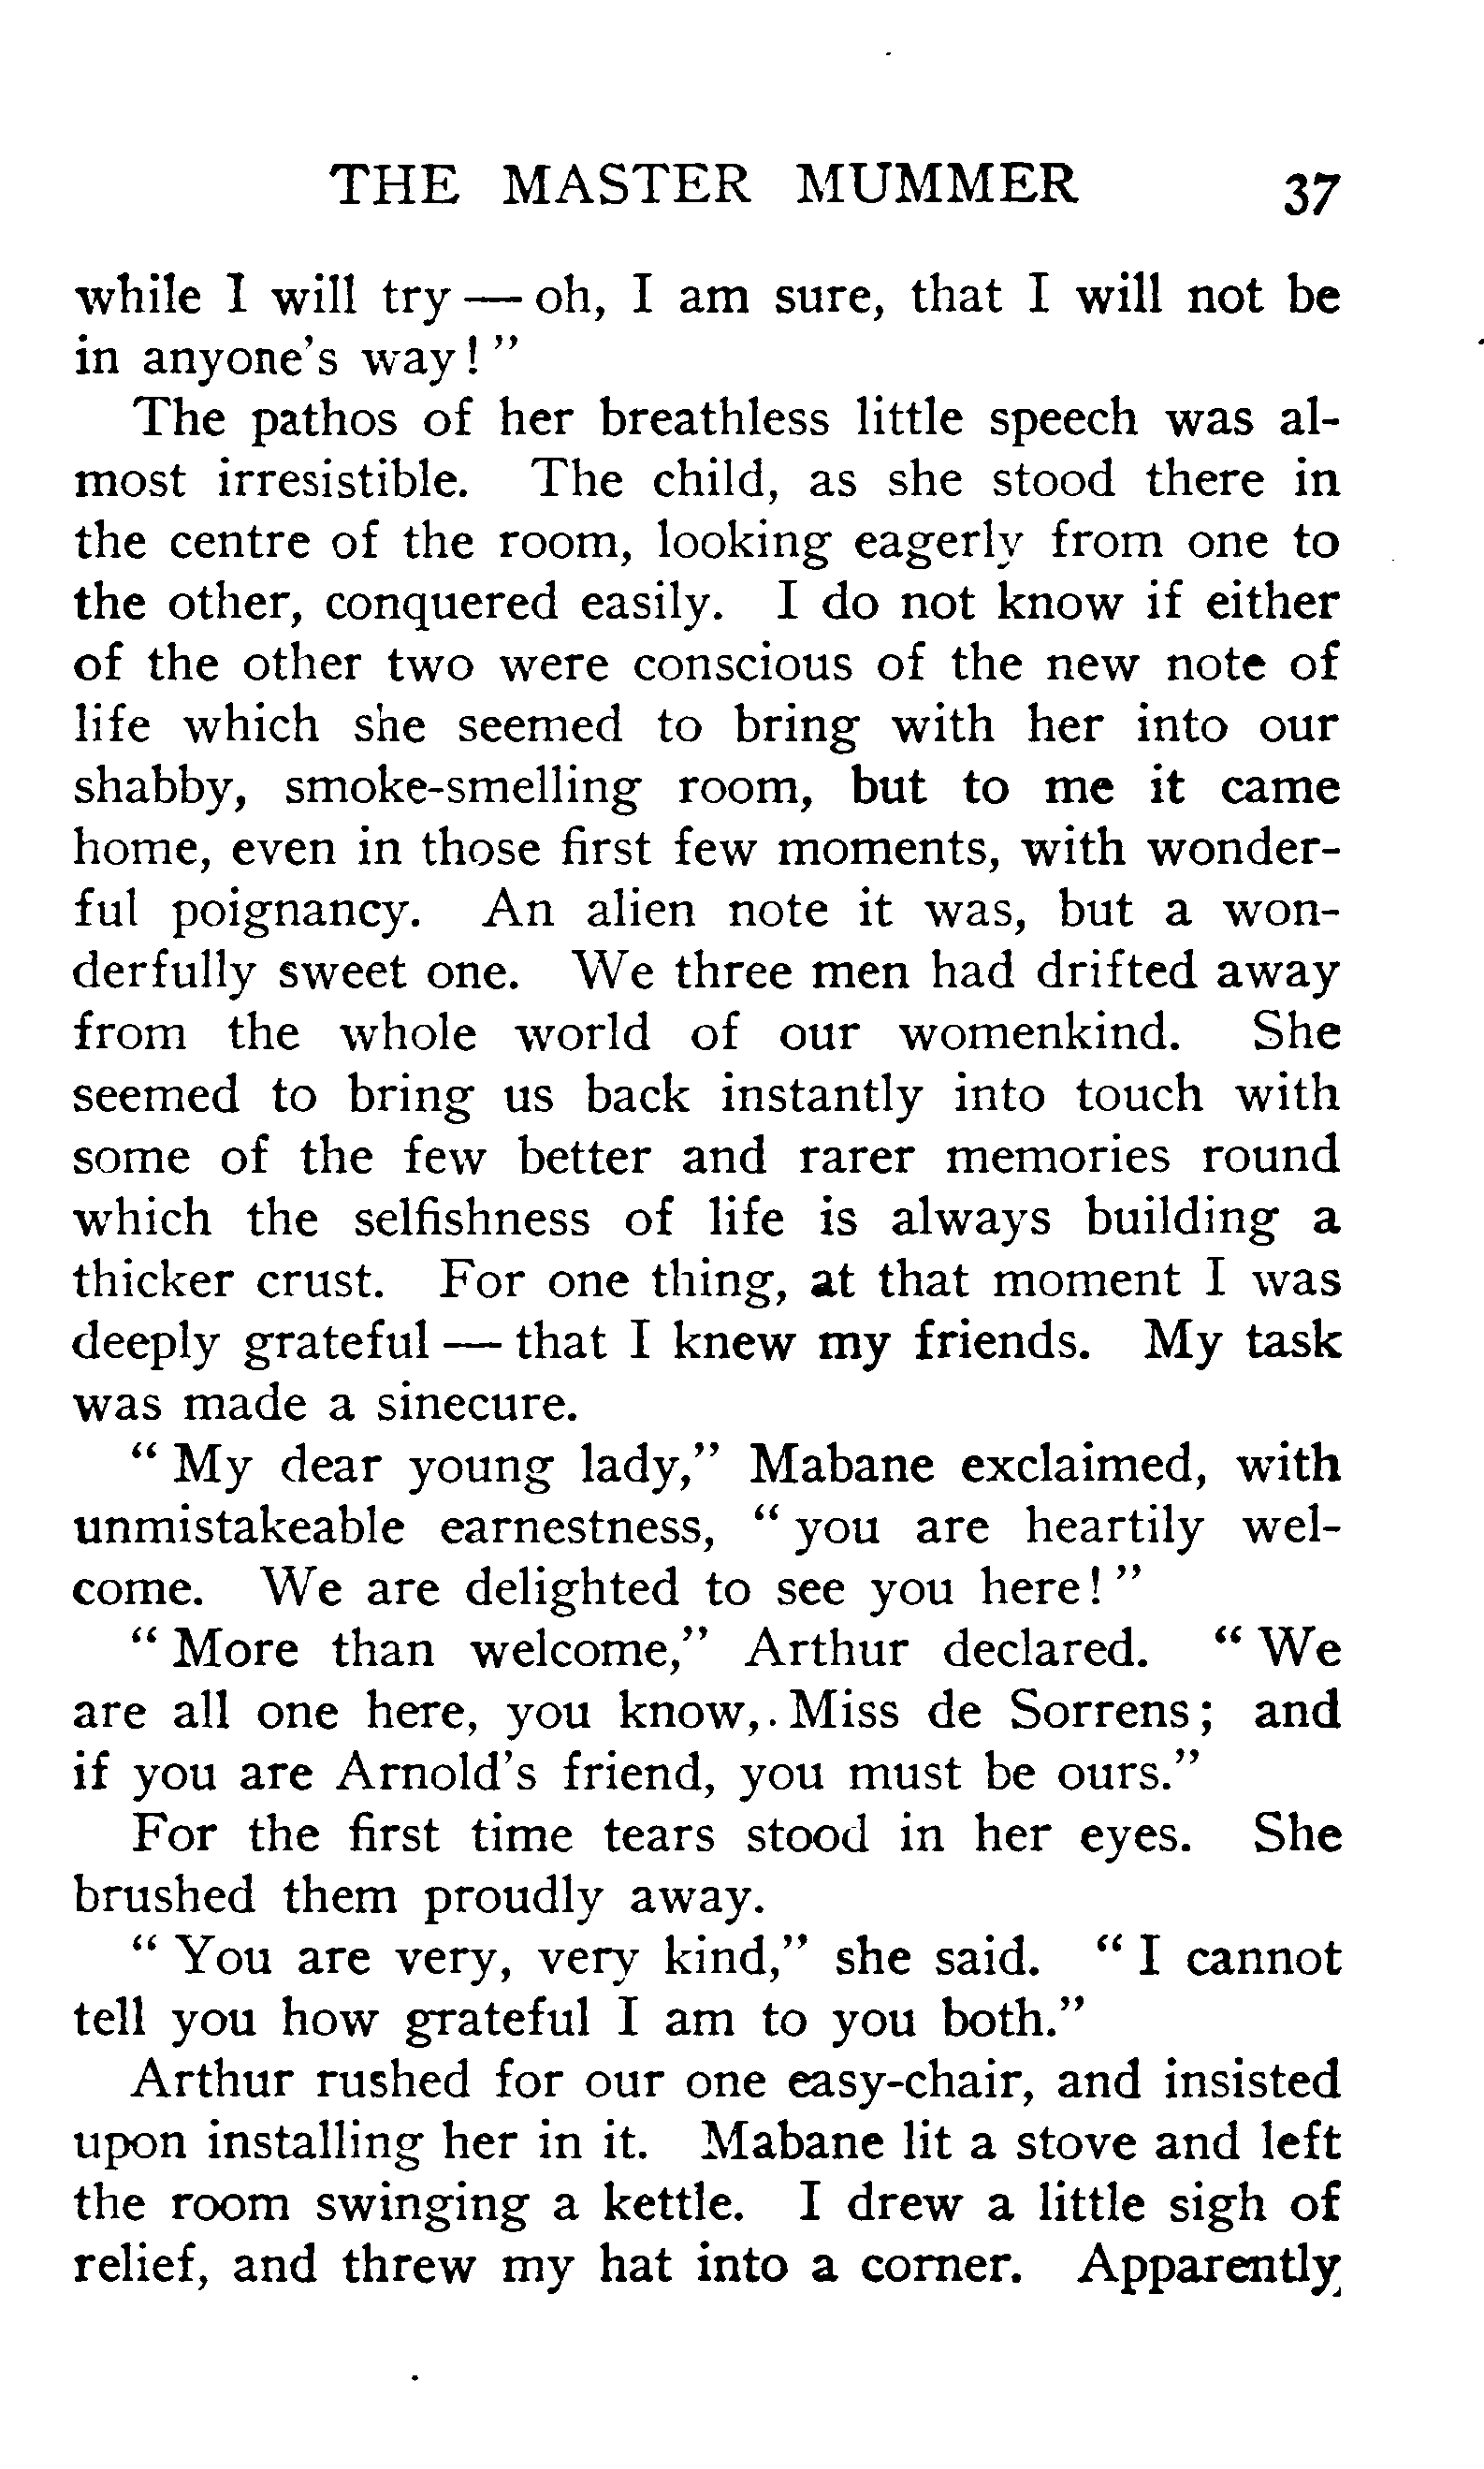 THE MASTER MUMMER 37
while I will try — oh, I am sure, that I will not be
in anyone's way! "
The pathos of her breathless little speech was al-
most irresistible. The child, as she stood there in
the centre of the room, looking eagerly from one to
the other, conquered easily. I do not know if either
of the other two were conscious of the new note of
life which she seemed to bring with her into our
shabby, smoke-smelling room, but to me it came
home, even in those first few moments, with wonder-
ful poignancy. An alien note it was, but a won-
derfully sweet one. We three men had drifted away
from the whole world of our womenkind. She
seemed to bring us back instantly into touch with
some of the few better and rarer memories round
which the selfishness of life is always building a
thicker crust. For one thing, at that moment I was
deeply grateful — that I knew my friends. My task
was made a sinecure.
" My dear young lady," Mabane exclaimed, with
unmistakeable earnestness, " you are heartily wel-
come. We are delighted to see you here! "
" More than welcome," Arthur declared. " We
are all one here, you know, Miss de Sorrens; and
if you are Arnold's friend, you must be ours."
For the first time tears stood in her eyes. She
brushed them proudly away.
" You are very, very kind," she said. " I cannot
tell you how grateful I am to you both."
Arthur rushed for our one easy-chair, and insisted
upon installing her in it. Mabane lit a stove and left
the room swinging a kettle. I drew a little sigh of
relief, and threw my hat into a corner. Apparently